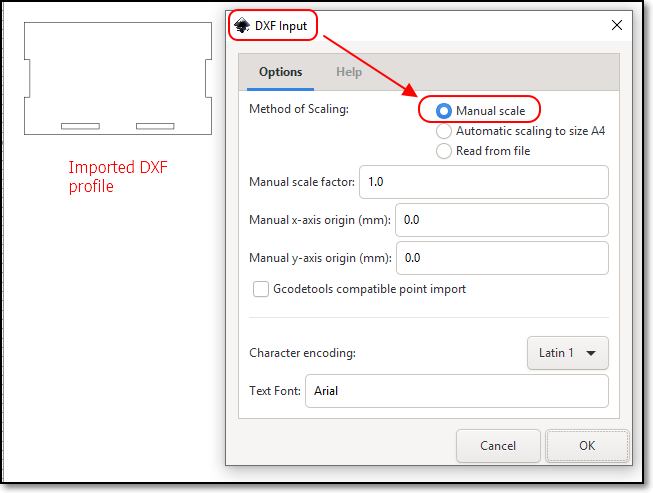 DXF Input
Options Help
Method of Scaling: Manual scale
Automatic scaling to size A4
Read from file
Imported DXF
profile
Manual scale factor: 1.0
Manual x-axis origin (mm): 0.0
Manual y-axis origin (mm): 0.0
Gcodetools compatible point import
Character encoding: Latin 1
Text Font: Arial
Cancel OK